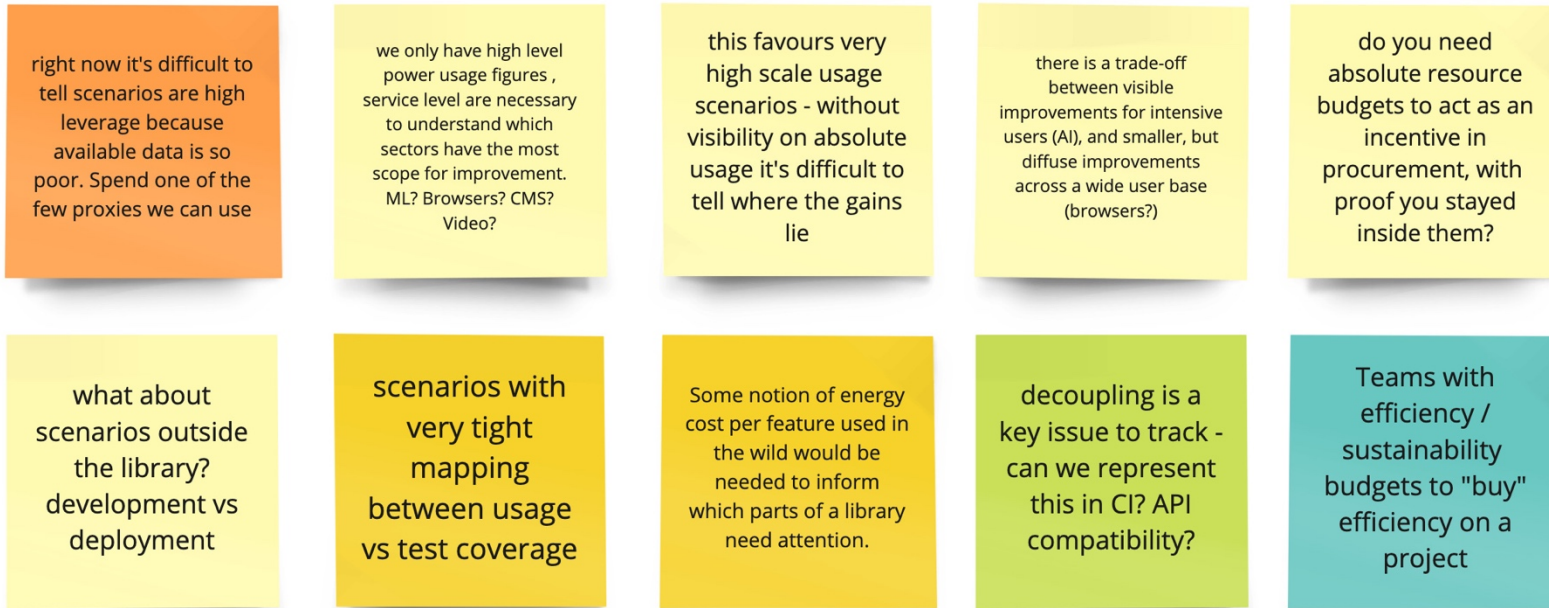 right now it's difficult to
tell scenarios are high
leverage because
available data is so
poor. Spend one of the
few proxies we can use
we only have high level
power usage figures ,
service level are necessary
to understand which
sectors have the most
scope for improvement.
ML? Browsers? CMS?
Video?
this favours very
high scale usage
scenarios - without
visibility on absolute
usage it's difficult to
tell where the gains
lie
there is a trade-off
between visible
improvements for intensive
users (AI), and smaller, but
diffuse improvements
across a wide user base
(browsers?)
do you need
absolute resource
budgets to act as an
incentive in
procurement, with
proof you stayed
inside them?
what about
scenarios outside
the library?
development vs
deployment
scenarios with
very tight
mapping
between usage
vs test coverage
Some notion of energy
cost per feature used in
the wild would be
needed to inform
which parts of a library
need attention.
decoupling is a
key issue to track -
can we represent
this in CI? API
compatibility?
Teams with
efficiency /
sustainability
budgets to "buy"
efficiency on a
project